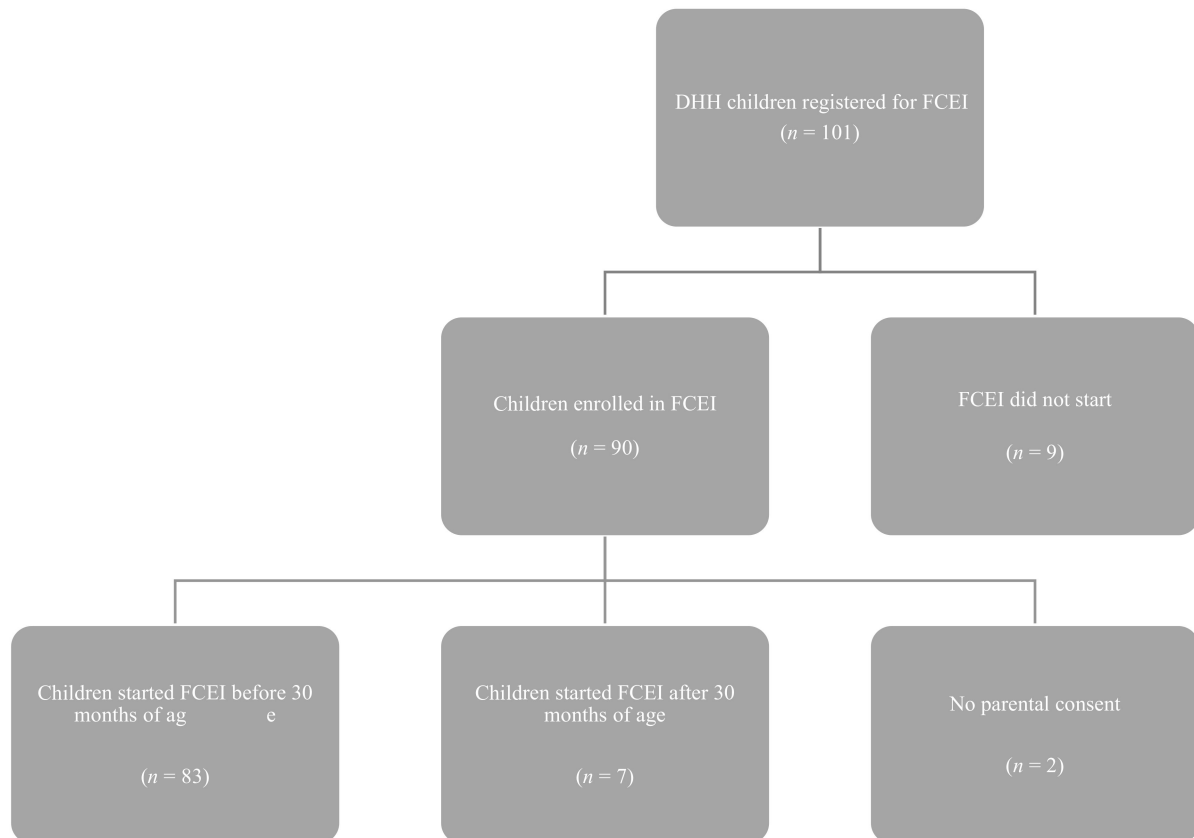 DHH children registered for FCEI
(n = 101)
Children enrolled in FCEI
(n = 90)
FCEI did not start
(n = 9)
Children started FCEI before 30
months of ag e
(n = 83)
Children started FCEI after 30
months of age
(n = 7)
No parental consent
(n = 2)